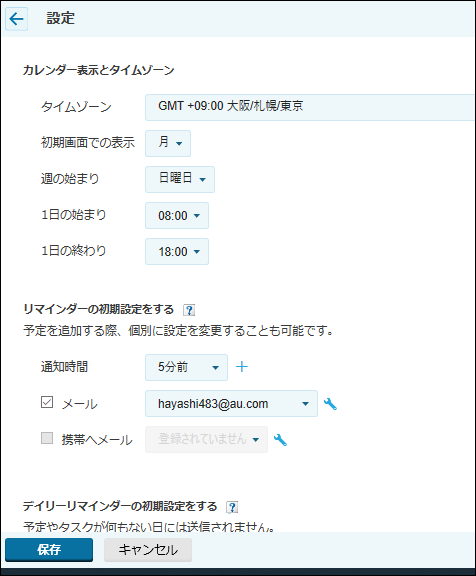 設定
カレンダー表示とタイムゾーン
タイムゾーン GMT +09:00 大阪/札幌/東京
初期画面での表示 月
週の始まり 日曜日
1日の始まり 08:00
1日の終わり 18:00
リマインダーの初期設定をする ?
予定を追加する際、個別に設定を変更することも可能です。
通知時間 5分前
メール hayashi483@au.com
携帯へメール 登録されていません
デイリーリマインダーの初期設定をする ?
予定やタスクが何もない日には送信されません。
保存 キャンセル